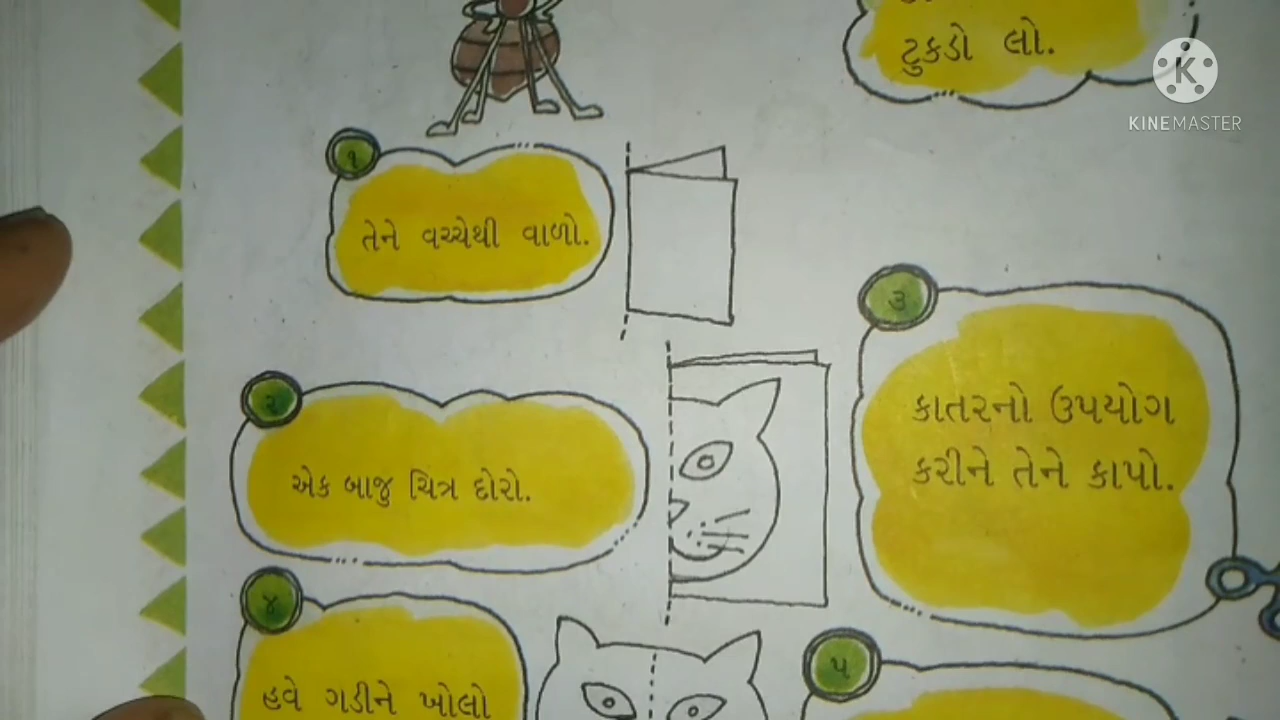 ટુકડો લો.
K
KINEMASTER
૧
તેને વચ્ચેથી વાળો.
૨
એક બાજુ ચિત્ર દોરો.
૩
કાતરનો ઉપયોગ
કરીને તેને કાપો.
૪
હવે ગડીને ખોલો
૫